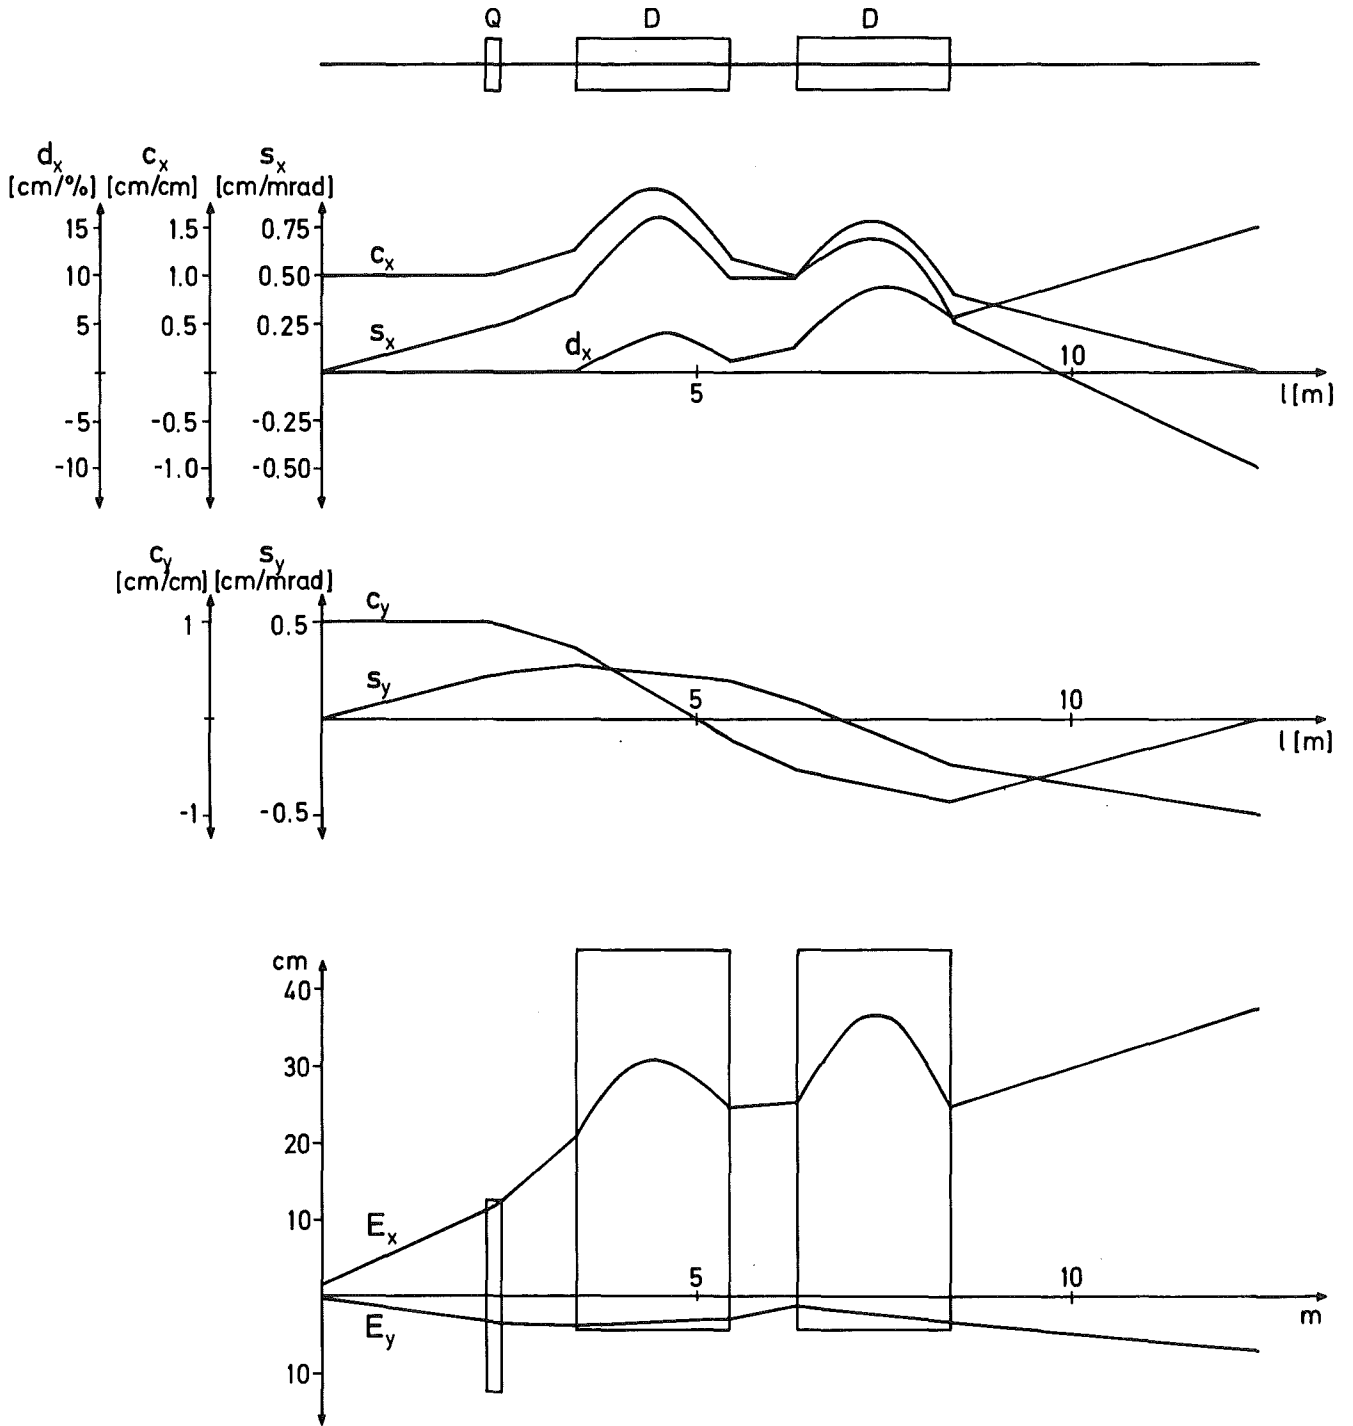 Q D D
d_x c_x s_x
[cm/%] [cm/cm] [cm/mrad]
15 1.5 0.75
10 1.0 0.50
5 0.5 0.25
-5 -0.5 -0.25
-10 -1.0 -0.50
c_x
s_x
d_x
5
10
l [m]
c_y s_y
[cm/cm] [cm/mrad]
1 0.5
-1 -0.5
c_y
s_y
5
10
l [m]
cm
40
30
20
10
10
E_x
E_y
5
10
m